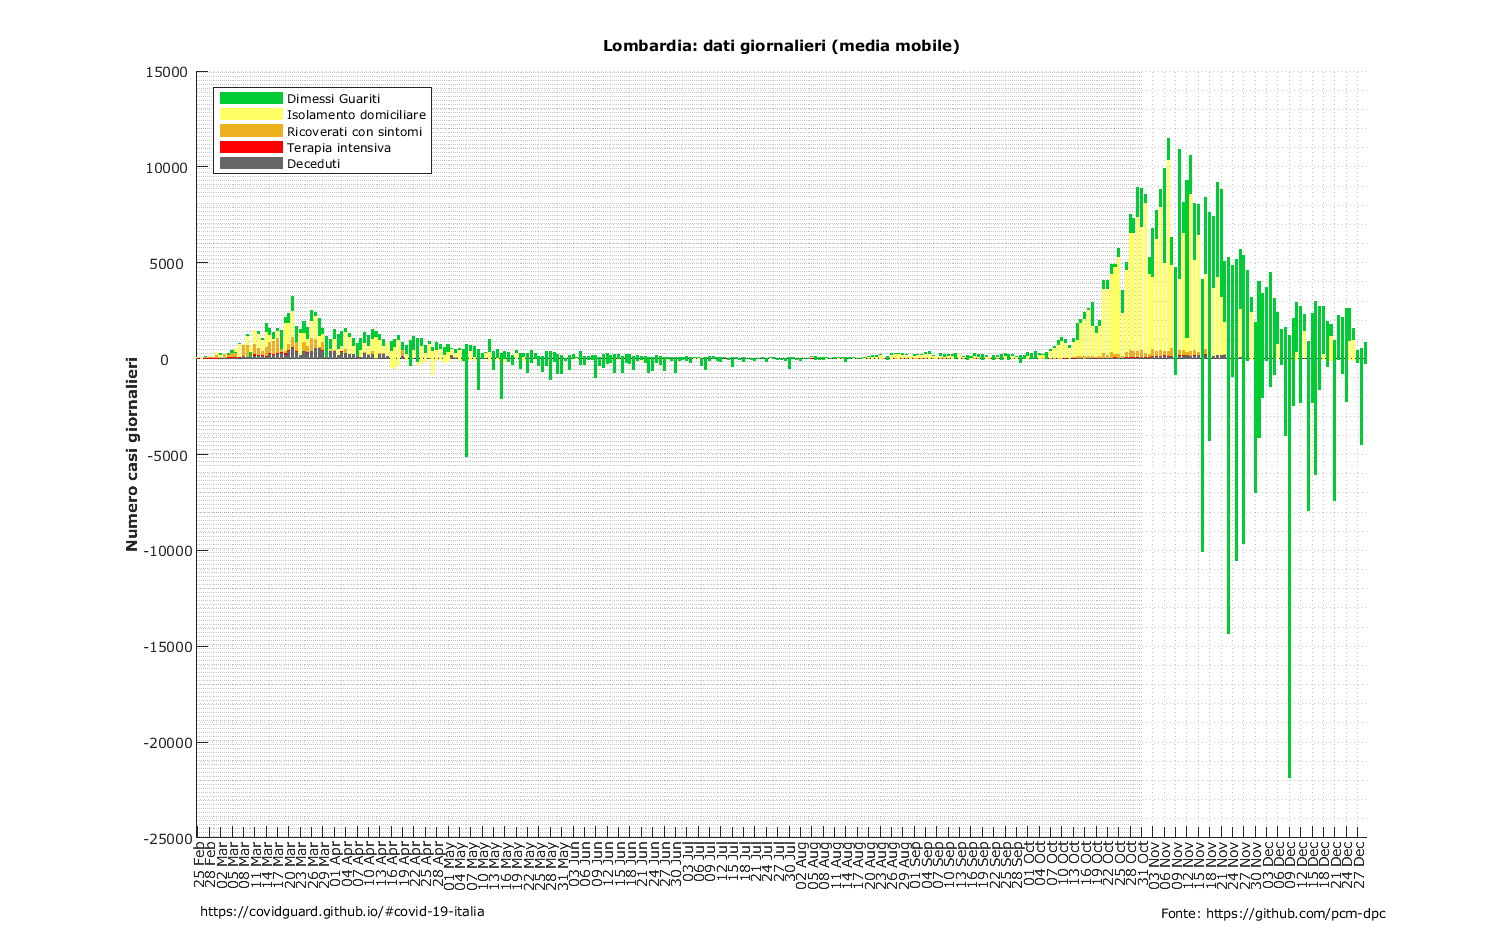 Lombardia: dati giornalieri (media mobile)
15000
10000
5000
0
-5000
-10000
-15000
-20000
-25000
Numero casi giornalieri
Dimessi Guariti
Isolamento domiciliare
Ricoverati con sintomi
Terapia intensiva
Deceduti
25 Feb
28 Feb
02 Mar
05 Mar
08 Mar
11 Mar
14 Mar
17 Mar
20 Mar
23 Mar
26 Mar
29 Mar
01 Apr
04 Apr
07 Apr
10 Apr
13 Apr
16 Apr
19 Apr
22 Apr
25 Apr
28 Apr
01 May
04 May
07 May
10 May
13 May
16 May
19 May
22 May
25 May
28 May
31 May
03 Jun
06 Jun
09 Jun
12 Jun
15 Jun
18 Jun
21 Jun
24 Jun
27 Jun
30 Jun
03 Jul
06 Jul
09 Jul
12 Jul
15 Jul
18 Jul
21 Jul
24 Jul
27 Jul
30 Jul
02 Aug
05 Aug
08 Aug
11 Aug
14 Aug
17 Aug
20 Aug
23 Aug
26 Aug
29 Aug
01 Sep
04 Sep
07 Sep
10 Sep
13 Sep
16 Sep
19 Sep
22 Sep
25 Sep
28 Sep
01 Oct
04 Oct
07 Oct
10 Oct
13 Oct
16 Oct
19 Oct
22 Oct
25 Oct
28 Oct
31 Oct
03 Nov
06 Nov
09 Nov
12 Nov
15 Nov
18 Nov
21 Nov
24 Nov
27 Nov
30 Nov
03 Dec
06 Dec
09 Dec
12 Dec
15 Dec
18 Dec
21 Dec
24 Dec
27 Dec
https://covidguard.github.io/#covid-19-italia
Fonte: https://github.com/pcm-dpc